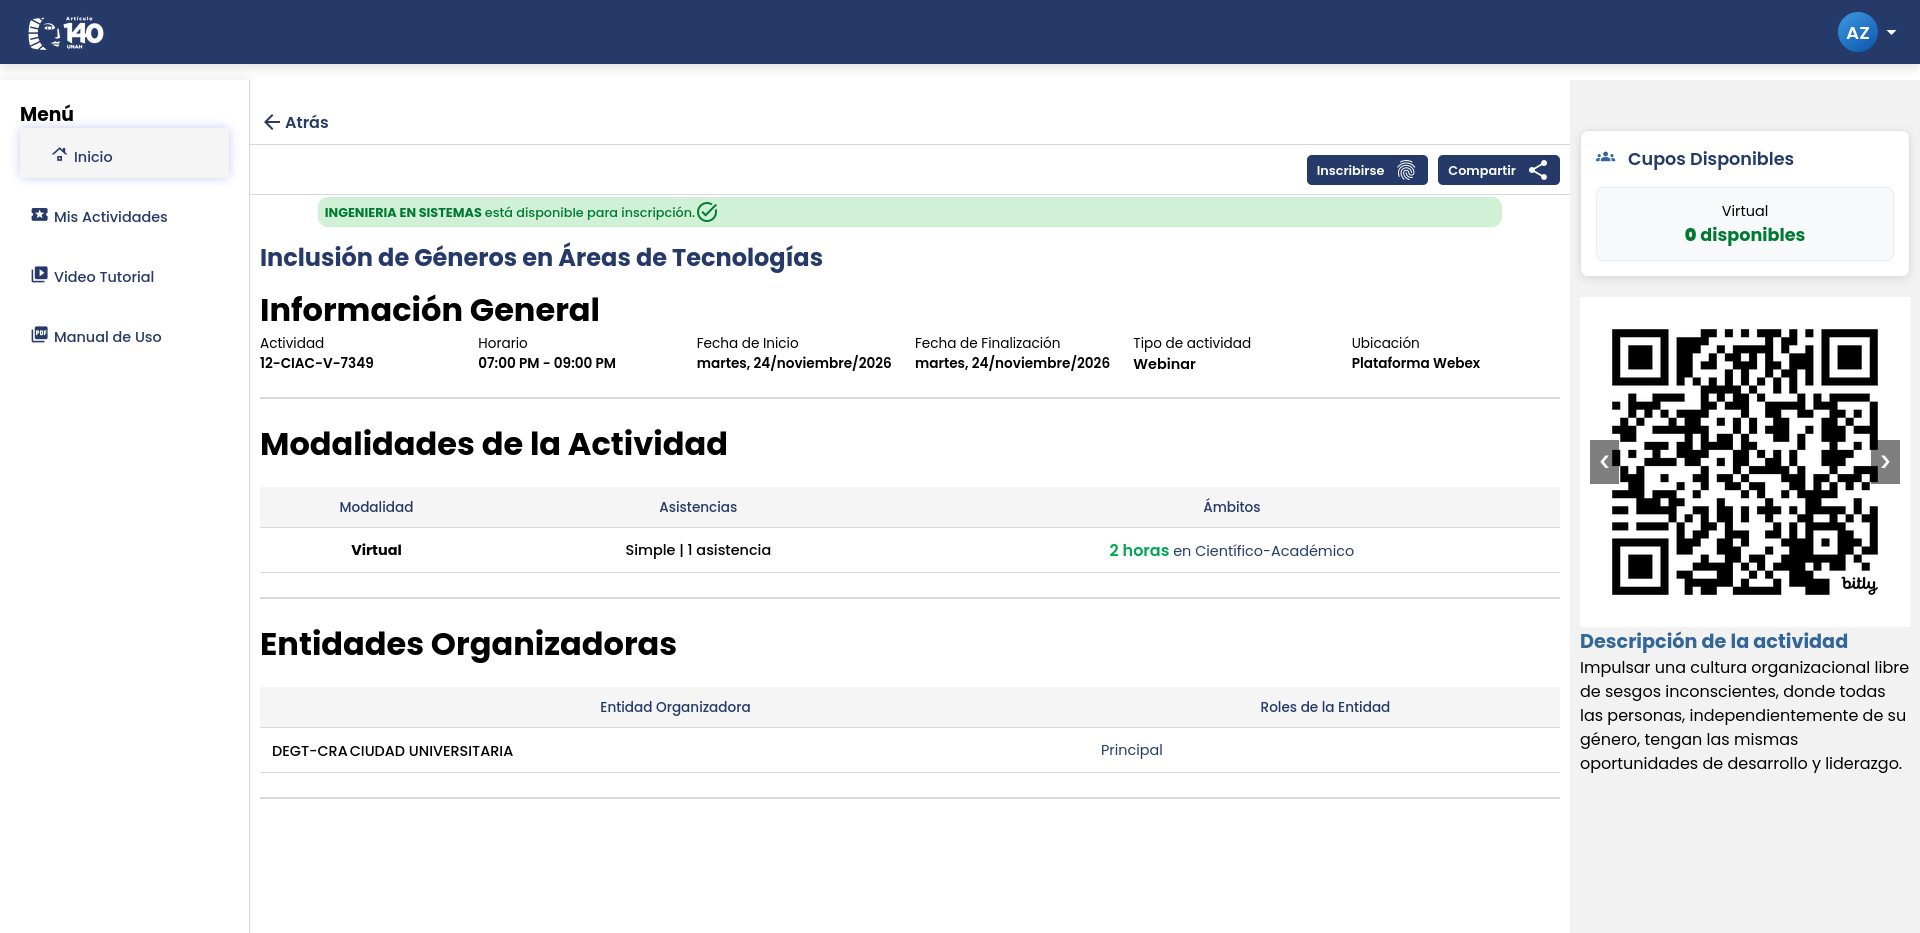 Artículo
140
UNAH
AZ
Menú
Inicio
Mis Actividades
Video Tutorial
Manual de Uso
Atrás
Inscribirse
Compartir
INGENIERIA EN SISTEMAS está disponible para inscripción.
Inclusión de Géneros en Áreas de Tecnologías
Información General
Actividad
12-CIAC-V-7349
Horario
07:00 PM - 09:00 PM
Fecha de Inicio
martes, 24/noviembre/2026
Fecha de Finalización
martes, 24/noviembre/2026
Tipo de actividad
Webinar
Ubicación
Plataforma Webex
Modalidades de la Actividad
Modalidad Asistencias Ámbitos
Virtual Simple | 1 asistencia 2 horas en Científico-Académico
Entidades Organizadoras
Entidad Organizadora Roles de la Entidad
DEGT-CRA CIUDAD UNIVERSITARIA Principal
Cupos Disponibles
Virtual
0 disponibles
❮ ❯
bitly
Descripción de la actividad
Impulsar una cultura organizacional libre
de sesgos inconscientes, donde todas
las personas, independientemente de su
género, tengan las mismas
oportunidades de desarrollo y liderazgo.